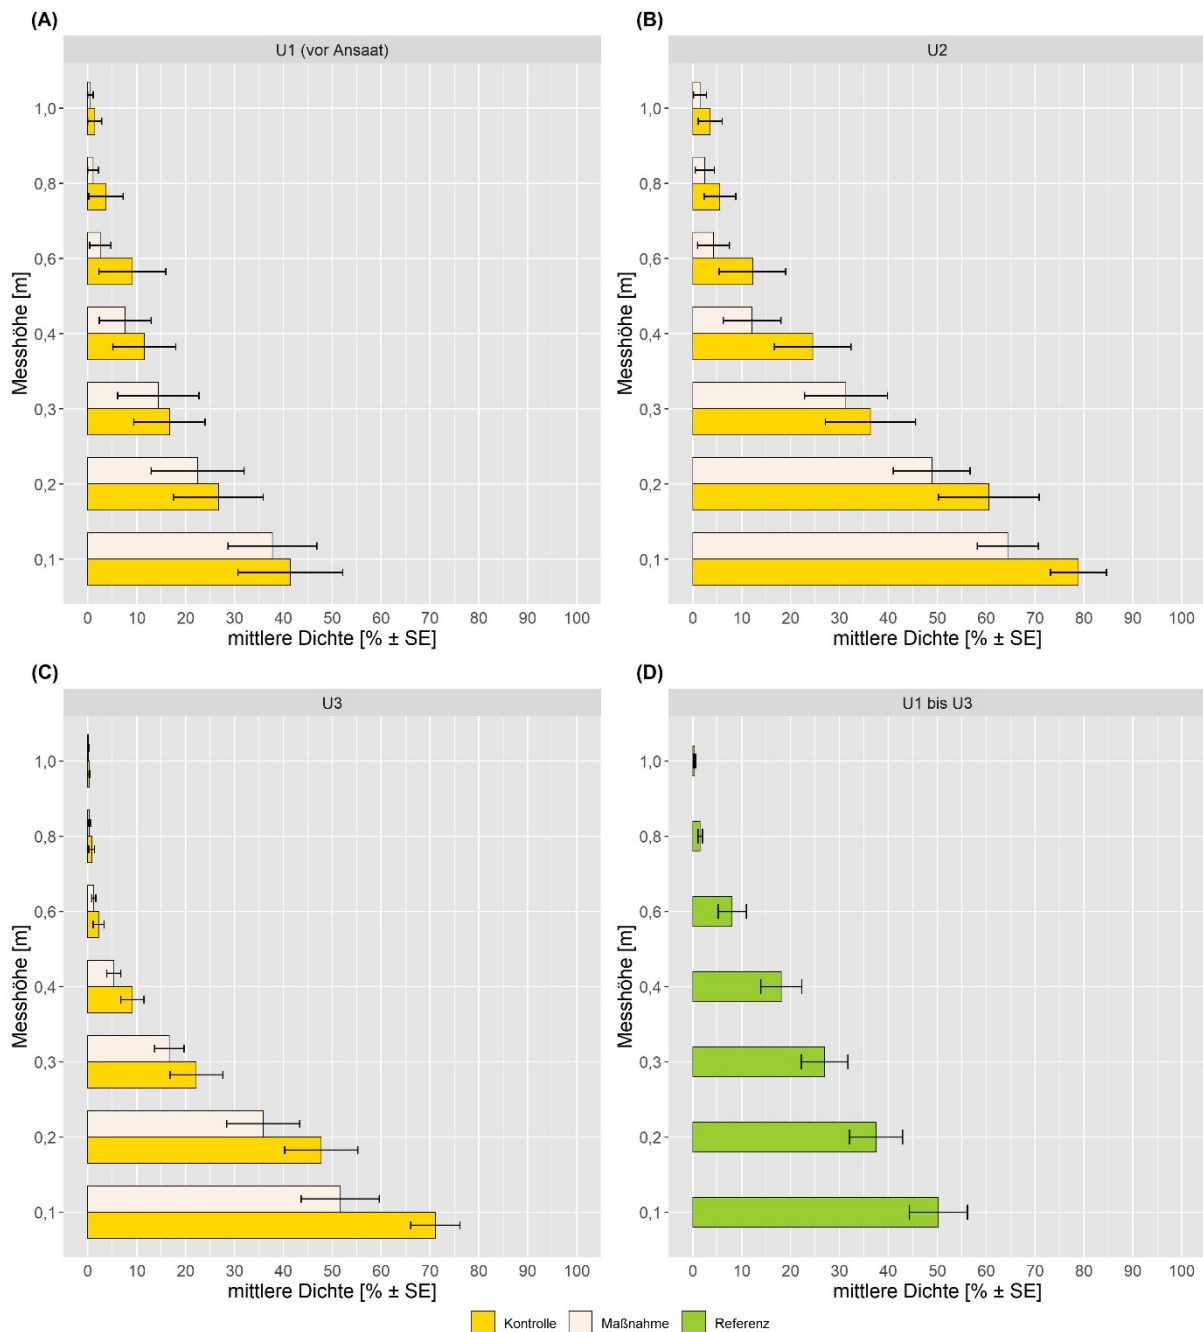 (A)
U1 (vor Ansaat)
Messhöhe [m]
1,0
0,8
0,6
0,4
0,3
0,2
0,1
0 10 20 30 40 50 60 70 80 90 100
mittlere Dichte [% ± SE]
(B)
U2
Messhöhe [m]
1,0
0,8
0,6
0,4
0,3
0,2
0,1
0 10 20 30 40 50 60 70 80 90 100
mittlere Dichte [% ± SE]
(C)
U3
Messhöhe [m]
1,0
0,8
0,6
0,4
0,3
0,2
0,1
0 10 20 30 40 50 60 70 80 90 100
mittlere Dichte [% ± SE]
(D)
U1 bis U3
Messhöhe [m]
1,0
0,8
0,6
0,4
0,3
0,2
0,1
0 10 20 30 40 50 60 70 80 90 100
mittlere Dichte [% ± SE]
Kontrolle Maßnahme Referenz